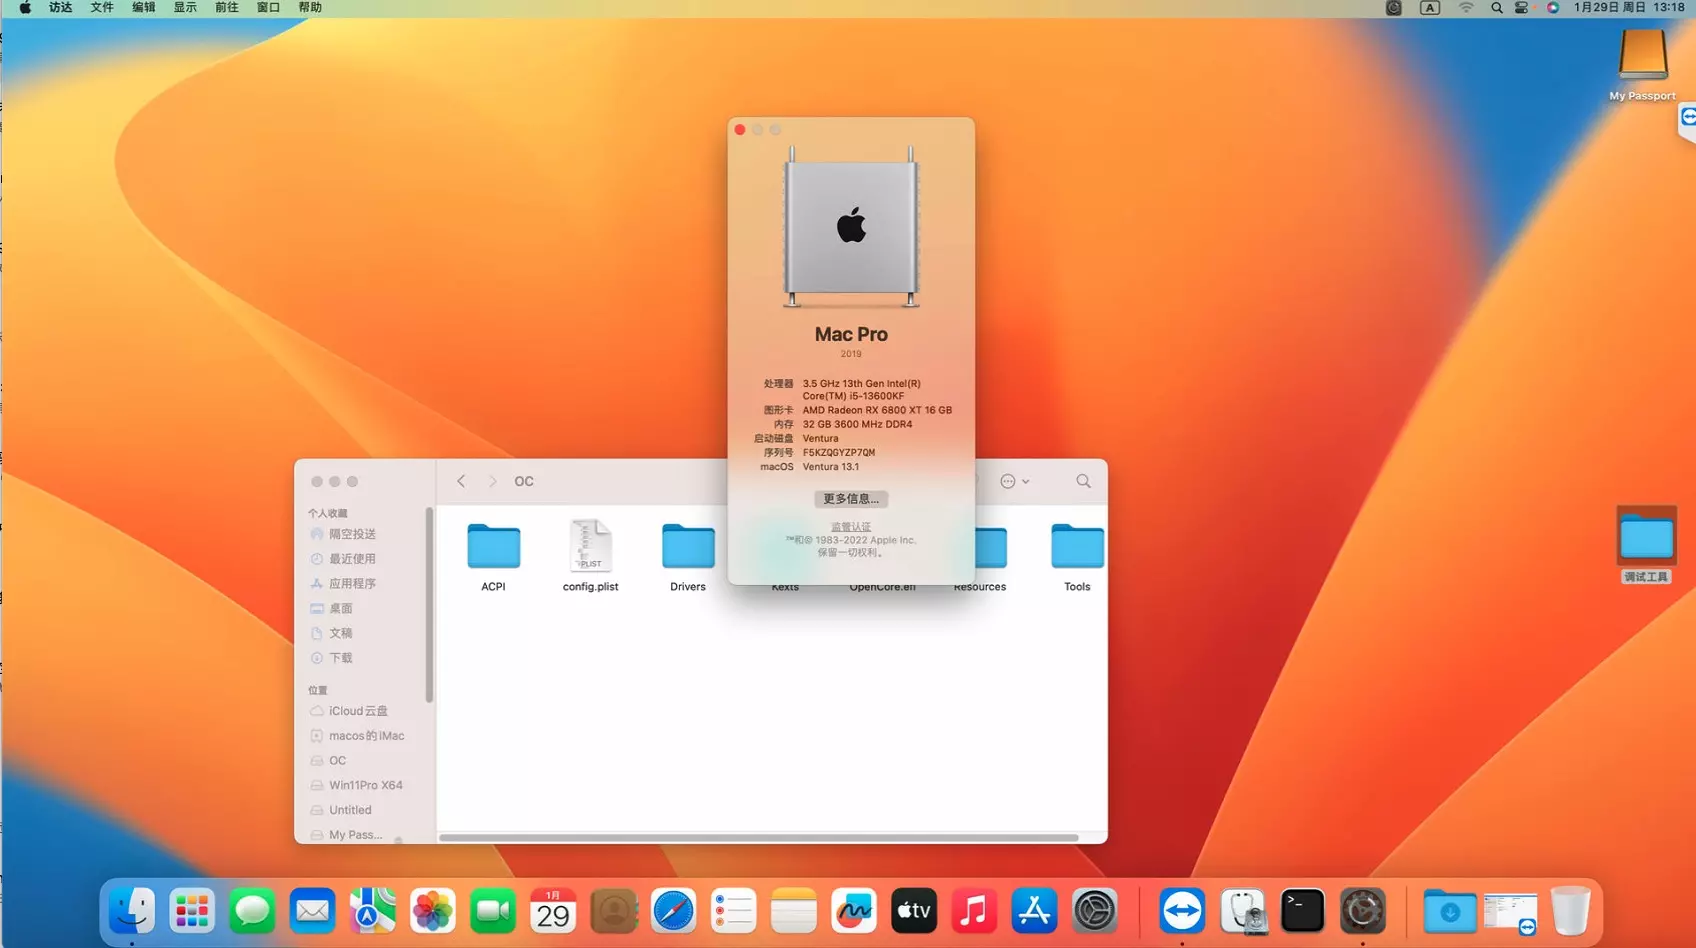 访达 文件 编辑 显示 前往 窗口 帮助
A
1月29日 周日 13:18
My Passport
Mac Pro
2019
处理器 3.5 GHz 13th Gen Intel(R)
Core(TM) i5-13600KF
图形卡 AMD Radeon RX 6800 XT 16 GB
内存 32 GB 3600 MHz DDR4
启动磁盘 Ventura
序列号 F5KZQGYZP7QM
macOS Ventura 13.1
更多信息...
监管认证
™和© 1983-2022 Apple Inc.
保留一切权利。
OC
个人收藏
隔空投送
最近使用
应用程序
桌面
文稿
下载
位置
iCloud云盘
macos的iMac
OC
Win11Pro X64
Untitled
My Pass...
PLIST
ACPI
config.plist
Drivers
Kexts
OpenCore.efi
Resources
Tools
调试工具
1月
29
tv
>_